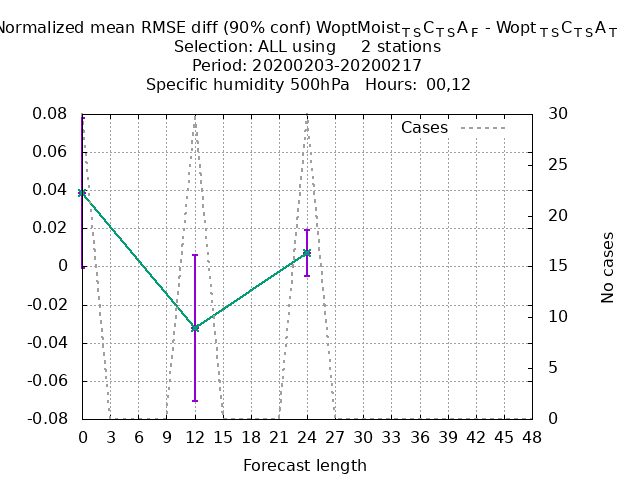 Normalized mean RMSE diff (90% conf) WoptMoist_TSC_TSA_F - Wopt_TSC_TSA_T
Selection: ALL using 2 stations
Period: 20200203-20200217
Specific humidity 500hPa Hours: 00,12
Cases
0.08
0.06
0.04
0.02
0
-0.02
-0.04
-0.06
-0.08
30
25
20
15
10
5
0
No cases
0 3 6 9 12 15 18 21 24 27 30 33 36 39 42 45 48
Forecast length